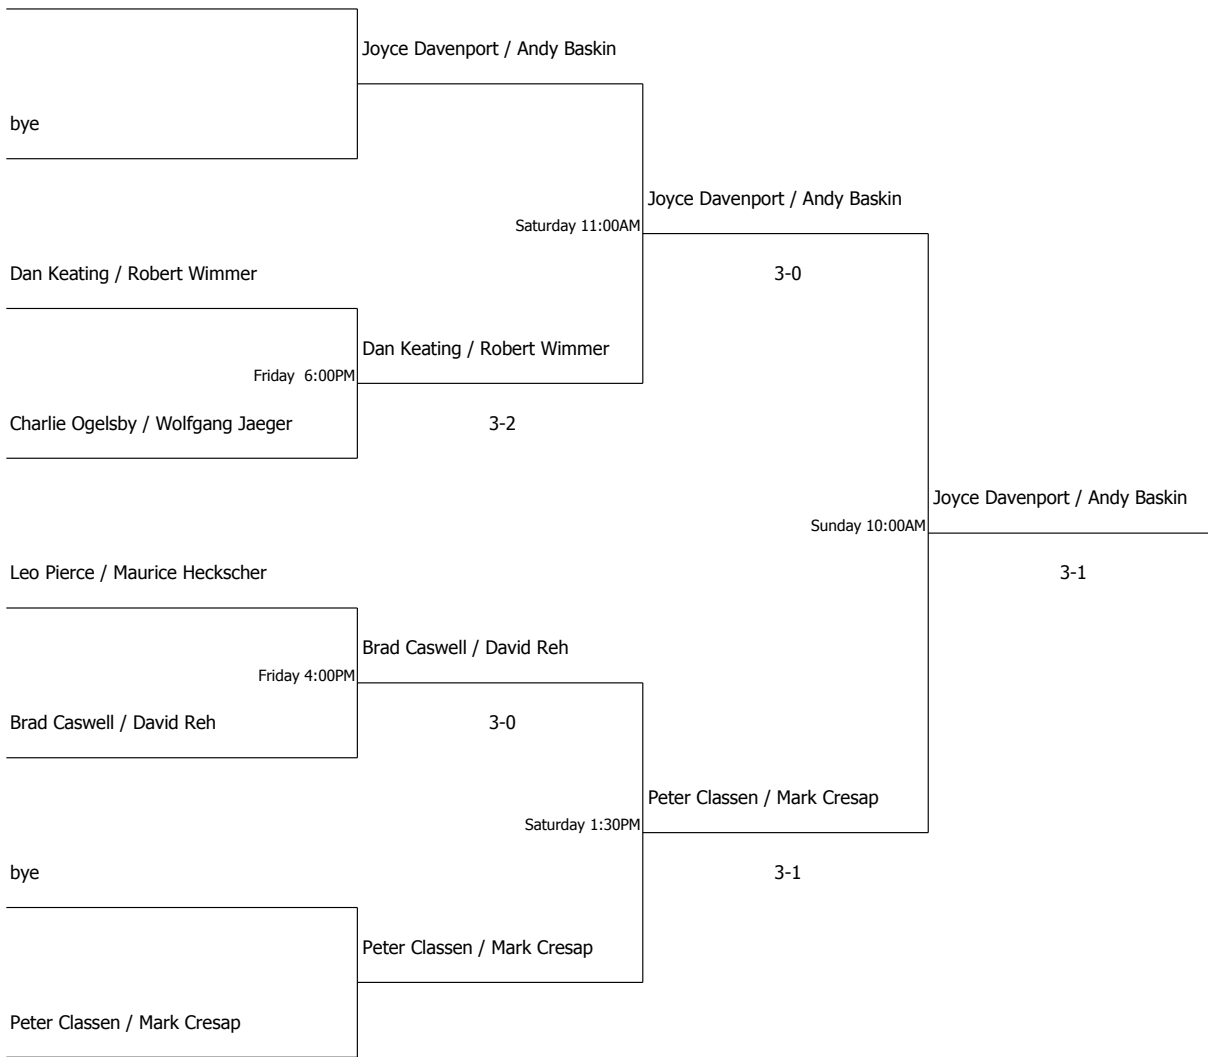 Joyce Davenport / Andy Baskin
bye
Joyce Davenport / Andy Baskin
Saturday 11:00AM
Dan Keating / Robert Wimmer
3-0
Dan Keating / Robert Wimmer
Friday 6:00PM
Charlie Ogelsby / Wolfgang Jaeger
3-2
Joyce Davenport / Andy Baskin
Sunday 10:00AM
Leo Pierce / Maurice Heckscher
3-1
Brad Caswell / David Reh
Friday 4:00PM
Brad Caswell / David Reh
3-0
Peter Classen / Mark Cresap
Saturday 1:30PM
bye
3-1
Peter Classen / Mark Cresap
Peter Classen / Mark Cresap